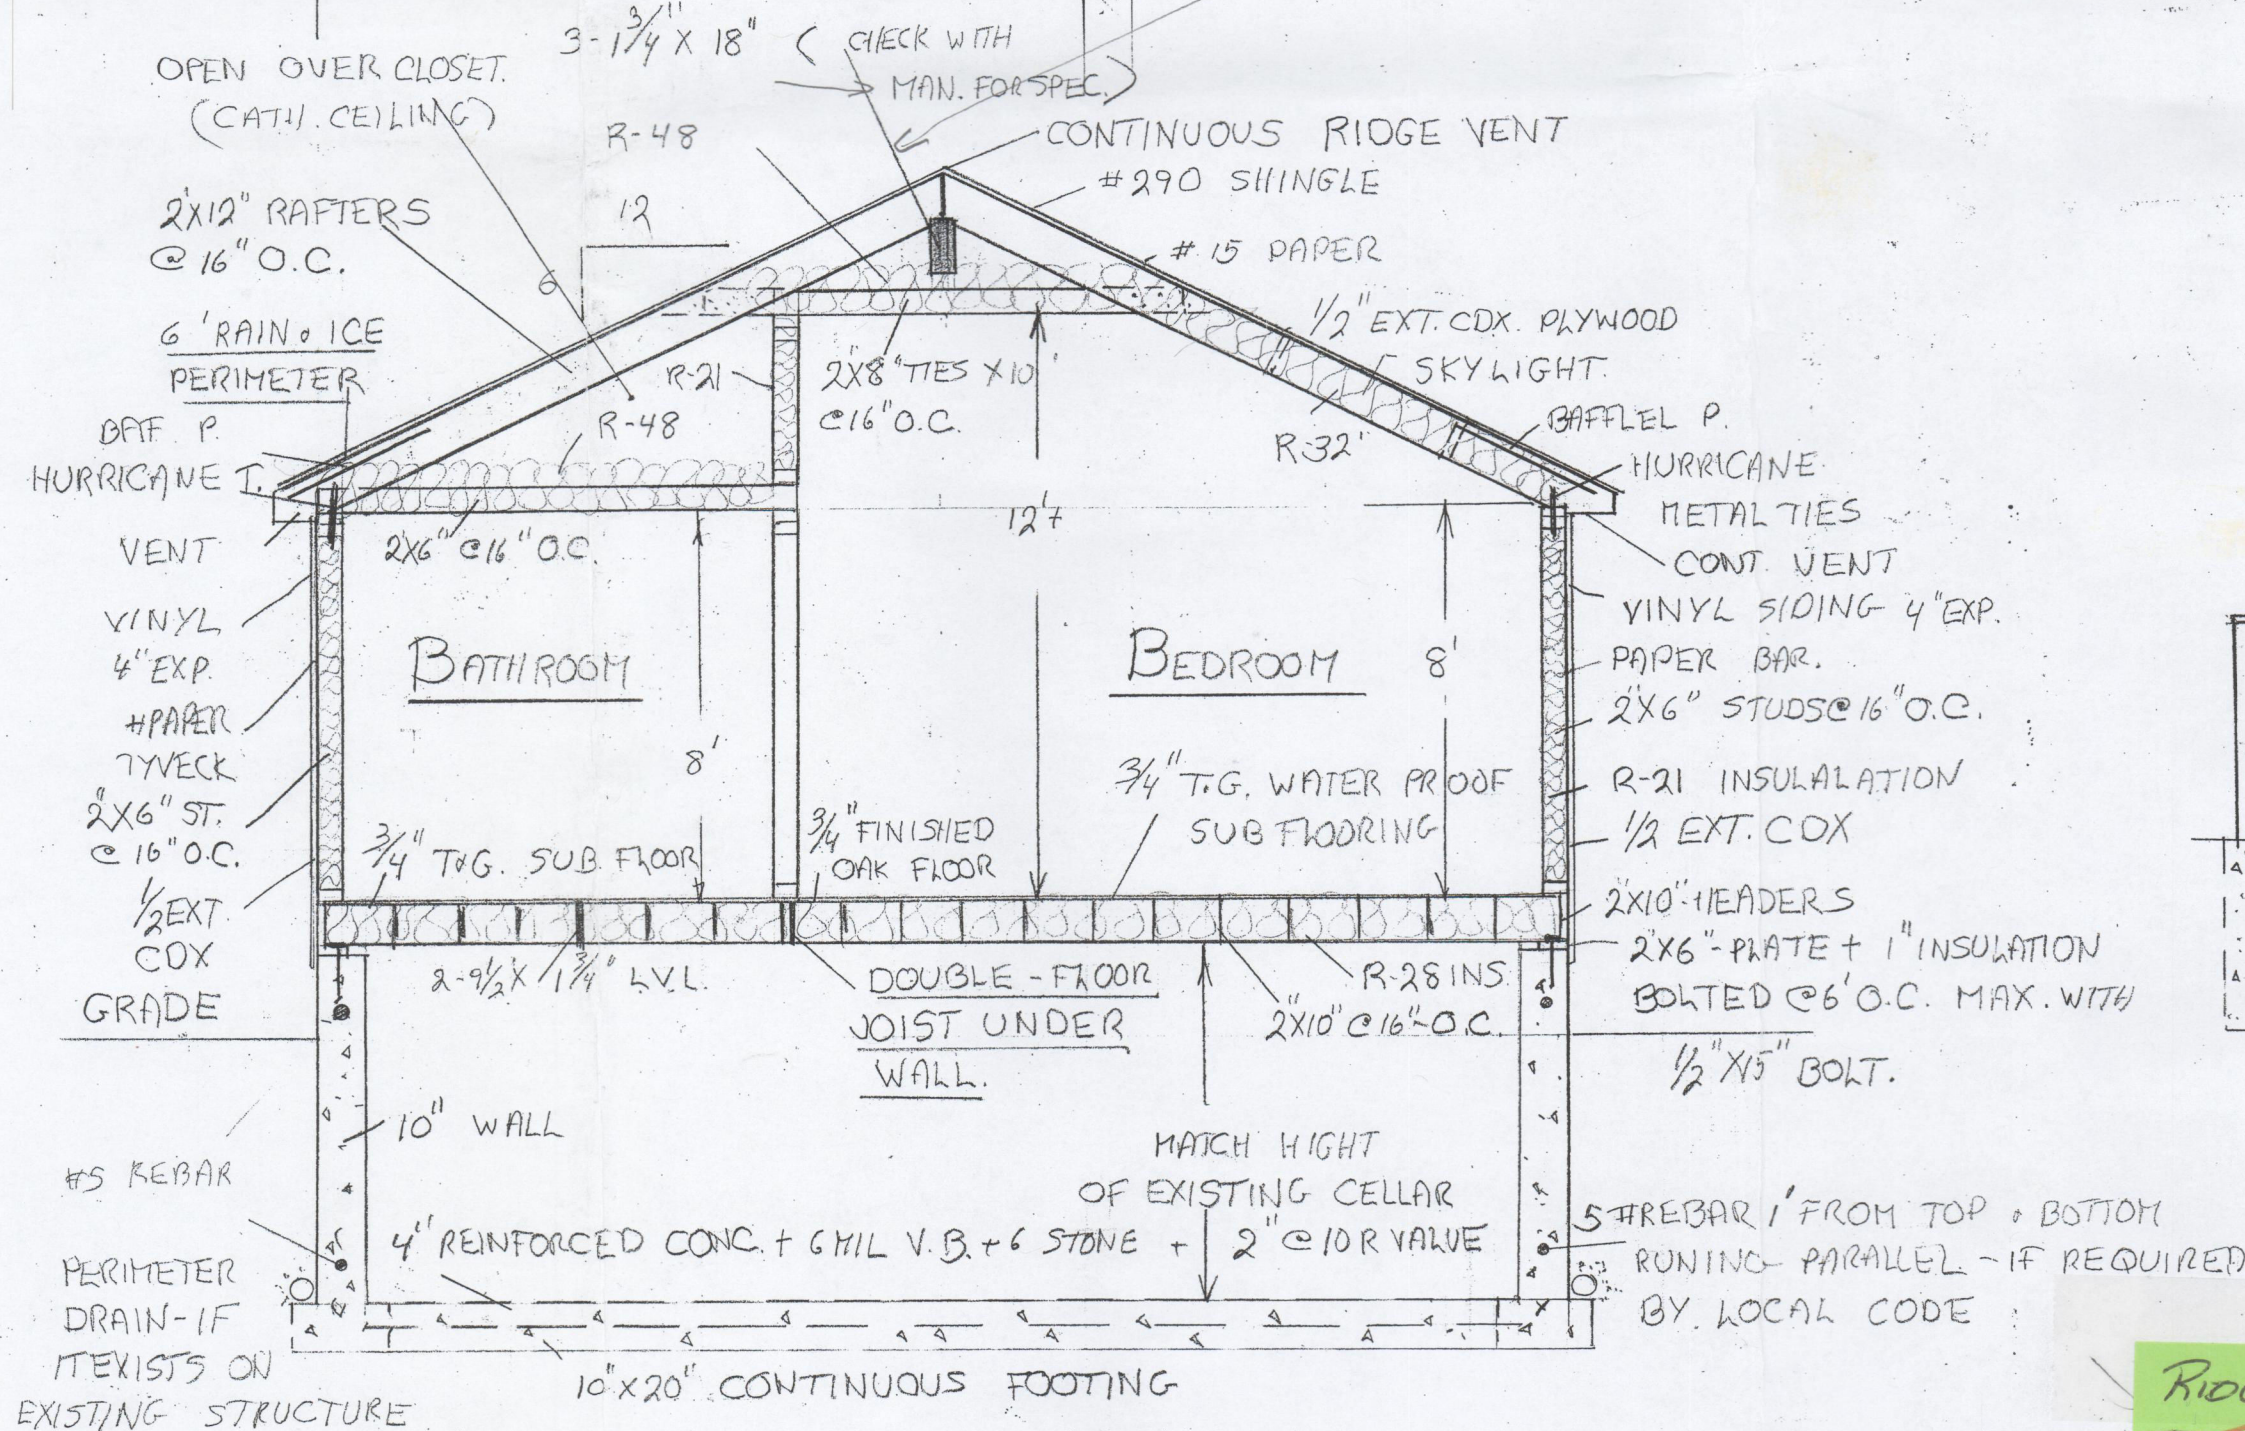 3-1 3/4" X 18" ( CHECK WITH
MAN. FOR SPEC.)
OPEN OVER CLOSET.
(CATH. CEILING)
R-48
CONTINUOUS RIDGE VENT
#290 SHINGLE
2"X12" RAFTERS
@ 16" O.C.
12
6
# 15 PAPER
6 'RAIN & ICE
PERIMETER
1/2" EXT. CDX. PLYWOOD
SKYLIGHT.
R-21
2"X8" TIES X 10'
@ 16" O.C.
R-48
R-32'
BAF. P.
HURRICANE T.
BAFFLEL P.
HURRICANE
METAL TIES
CONT. VENT
VENT
2X6" @ 16" O.C.
12'+
VINYL
4" EXP.
VINYL SIDING 4" EXP.
BATHROOM
BEDROOM
8'
8'
PAPER BAR.
2"X6" STUDS @ 16" O.C.
#PAPER
TYVECK
2"X6" ST.
@ 16" O.C.
R-21 INSULALATION
1/2 EXT. CDX
3/4" T&G. SUB. FLOOR
3/4" FINISHED
OAK FLOOR
3/4" T.G. WATER PROOF
SUB FLOORING
1/2 EXT
CDX
2"X10"-HEADERS
2"X6"-PLATE + 1" INSULATION
BOLTED @ 6' O.C. MAX. WITH
1/2" X 15" BOLT.
GRADE
2-9 1/2 X 1 3/4" L.V.L.
DOUBLE-FLOOR
JOIST UNDER
WALL.
R-28 INS.
2"X10" @ 16"-O.C.
10" WALL
#5 REBAR
MATCH HIGHT
OF EXISTING CELLAR
4" REINFORCED CONC. + 6 MIL V.B. + 6 STONE + 2" @ 10 R VALUE
5 #REBAR 1' FROM TOP & BOTTOM
RUNING PARALLEL - IF REQUIRED
BY. LOCAL CODE
PERIMETER
DRAIN-IF
IT EXISTS ON
EXISTING STRUCTURE
10"X20" CONTINUOUS FOOTING